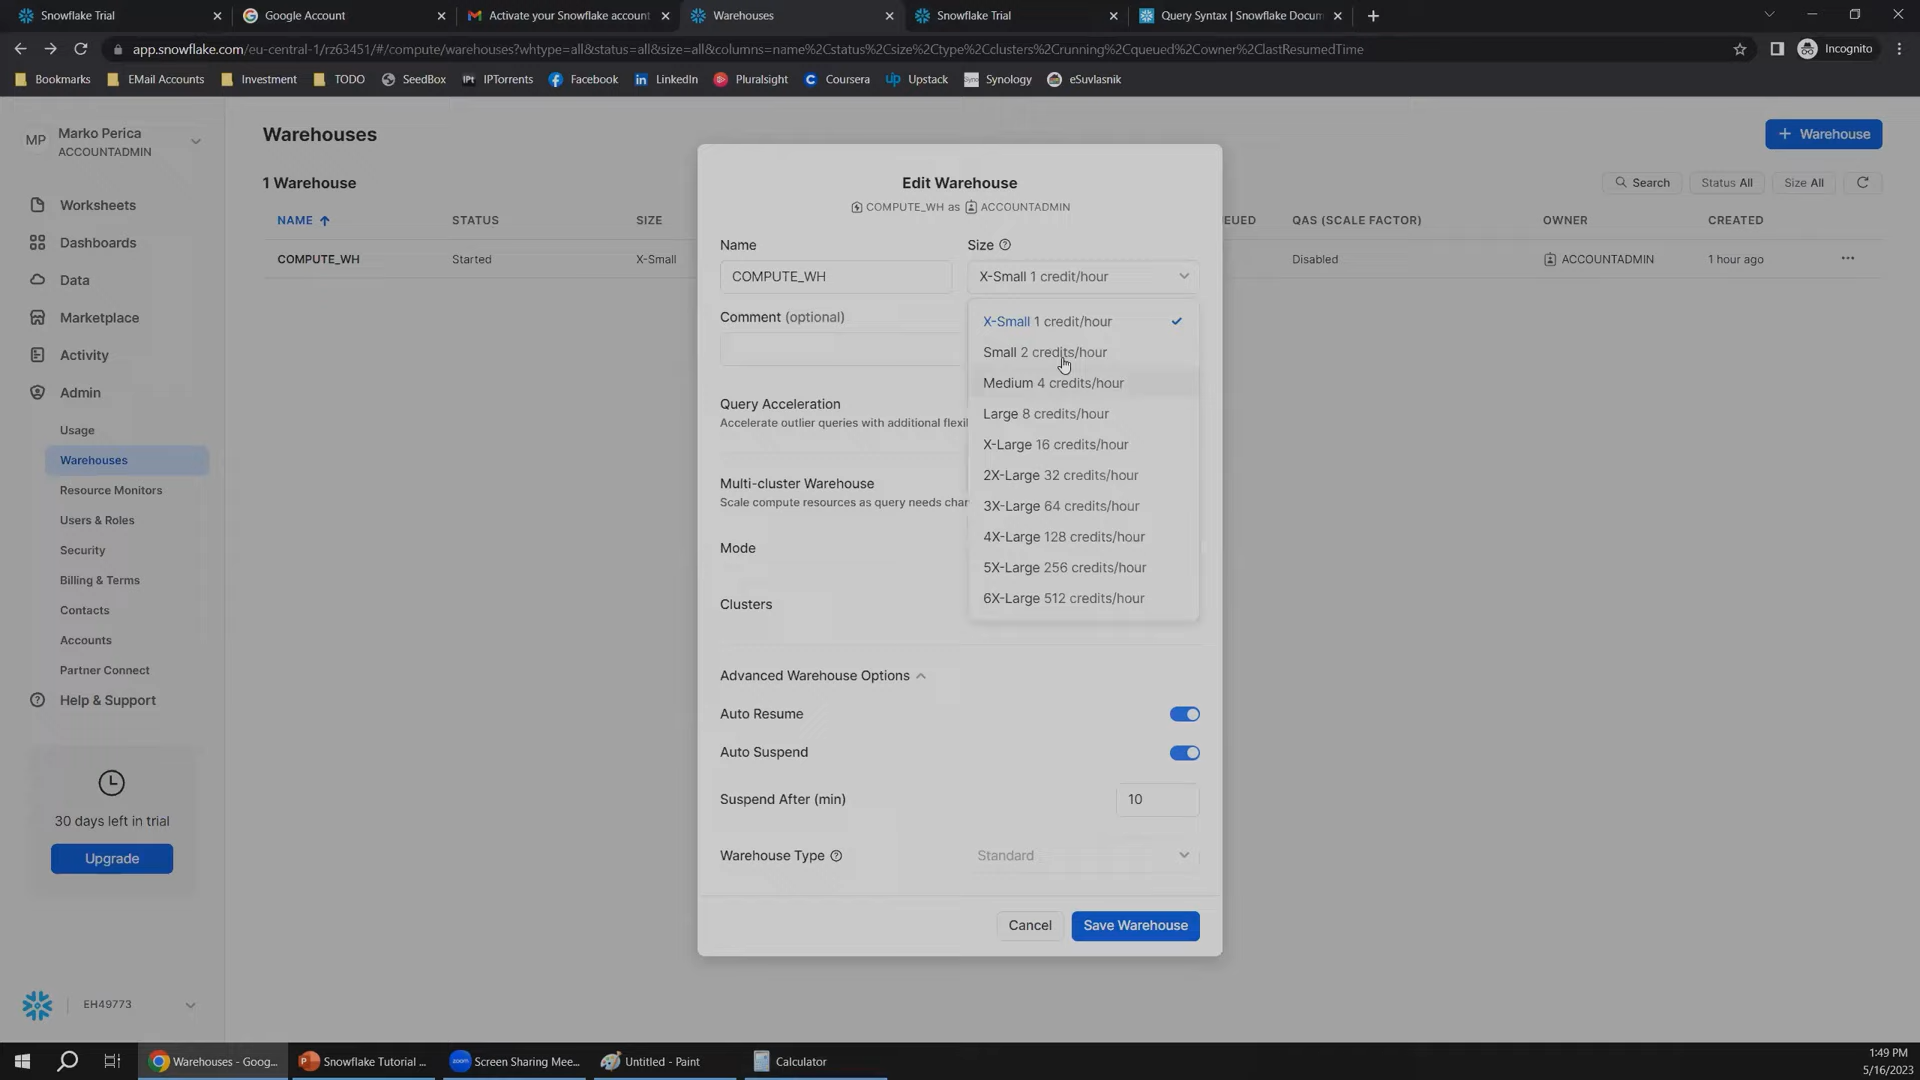 Snowflake Trial
Google Account
Activate your Snowflake account
Warehouses
Snowflake Trial
Query Syntax | Snowflake Docum
app.snowflake.com/eu-central-1/rz63451/#/compute/warehouses?whtype=all&status=all&size=all&columns=name%2Cstatus%2Csize%2Ctype%2Cclusters%2Crunning%2Cqueued%2Cowner%2ClastResumedTime
Incognito
Bookmarks
EMail Accounts
Investment
TODO
SeedBox
IPTorrents
Facebook
LinkedIn
Pluralsight
Coursera
Upstack
Synology
eSuvlasnik
MP
Marko Perica
ACCOUNTADMIN
Worksheets
Dashboards
Data
Marketplace
Activity
Admin
Usage
Warehouses
Resource Monitors
Users & Roles
Security
Billing & Terms
Contacts
Accounts
Partner Connect
Help & Support
30 days left in trial
Upgrade
EH49773
Warehouses
+ Warehouse
1 Warehouse
Search
Status All
Size All
NAME
STATUS
SIZE
UEUED
QAS (SCALE FACTOR)
OWNER
CREATED
COMPUTE_WH
Started
X-Small
Disabled
ACCOUNTADMIN
1 hour ago
Edit Warehouse
COMPUTE_WH as ACCOUNTADMIN
Name
Size
COMPUTE_WH
X-Small 1 credit/hour
Comment (optional)
X-Small 1 credit/hour
Small 2 credits/hour
Medium 4 credits/hour
Large 8 credits/hour
X-Large 16 credits/hour
2X-Large 32 credits/hour
3X-Large 64 credits/hour
4X-Large 128 credits/hour
5X-Large 256 credits/hour
6X-Large 512 credits/hour
Query Acceleration
Accelerate outlier queries with additional flexil
Multi-cluster Warehouse
Scale compute resources as query needs chan
Mode
Clusters
Advanced Warehouse Options
Auto Resume
Auto Suspend
Suspend After (min)
10
Warehouse Type
Standard
Cancel
Save Warehouse
Warehouses - Goog...
Snowflake Tutorial ...
zoom
Screen Sharing Mee...
Untitled - Paint
Calculator
1:49 PM
5/16/2023